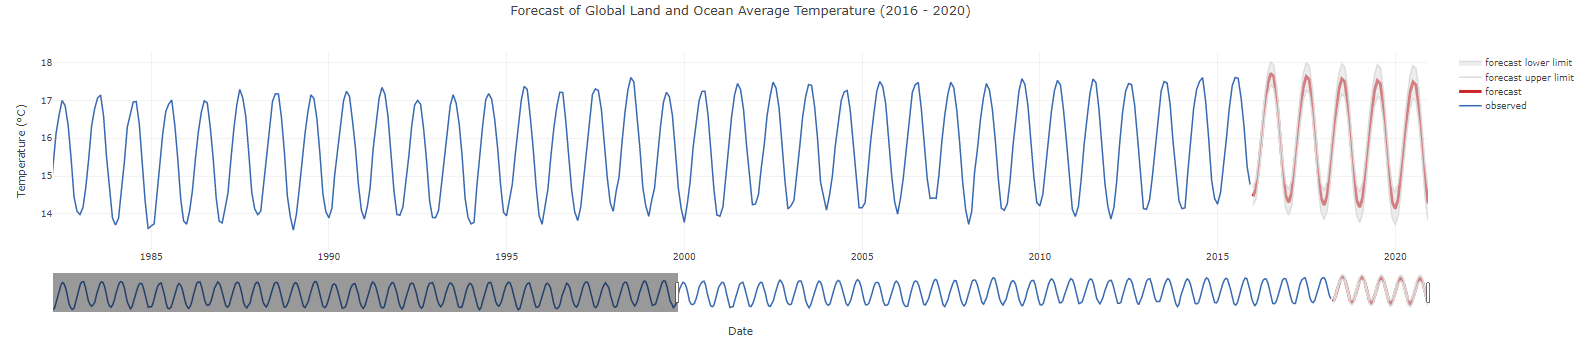 Forecast of Global Land and Ocean Average Temperature (2016 - 2020)
18
17
16
15
14
Temperature (°C)
1985 1990 1995 2000 2005 2010 2015 2020
Date
forecast lower limit
forecast upper limit
forecast
observed